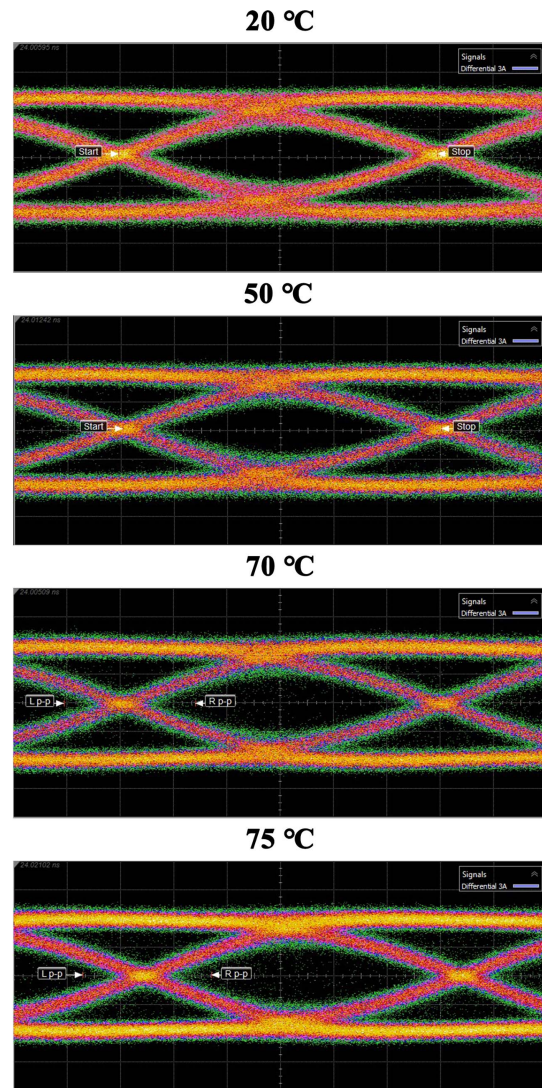 20 ℃
24.00595 ns
Signals
Differential 3A
Start
Stop
50 ℃
24.01242 ns
Signals
Differential 3A
Start
Stop
70 ℃
24.00509 ns
Signals
Differential 3A
L p-p
R p-p
75 ℃
24.02102 ns
Signals
Differential 3A
L p-p
R p-p